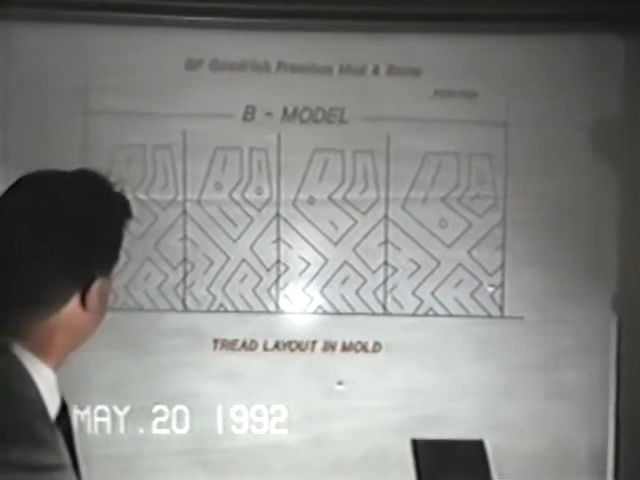 BF Goodrich Premium Mud & Snow
B - MODEL
TREAD LAYOUT IN MOLD
MAY. 20 1992